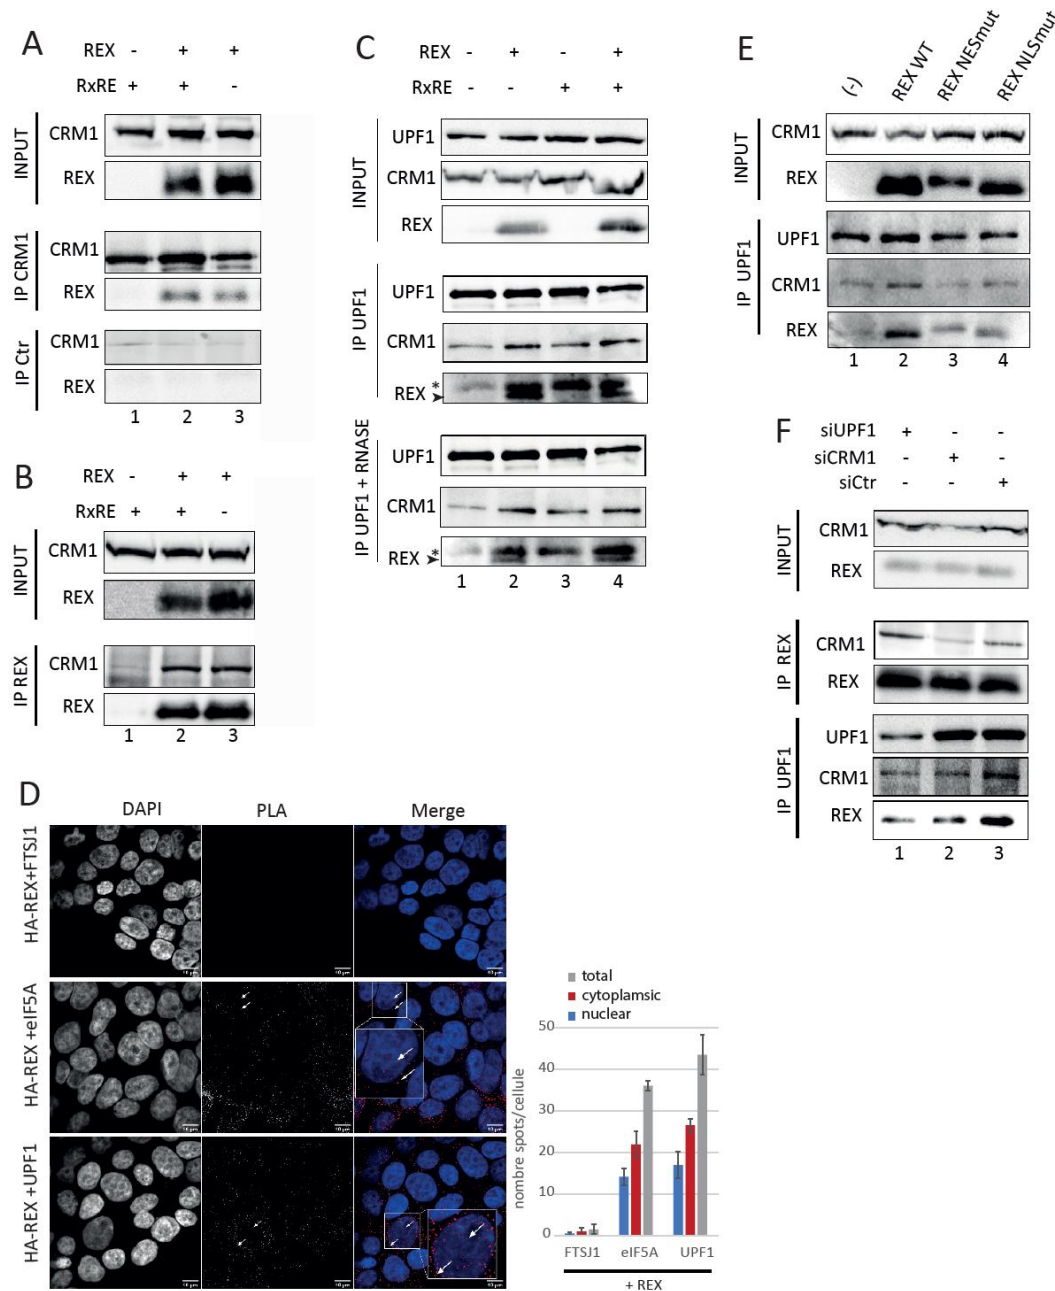 A
REX - + +
RxRE + + -
INPUT
CRM1
REX
IP CRM1
CRM1
REX
IP Ctr
CRM1
REX
1 2 3
B
REX - + +
RxRE + + -
INPUT
CRM1
REX
IP REX
CRM1
REX
1 2 3
C
REX - + - +
RxRE - - + +
INPUT
UPF1
CRM1
REX
IP UPF1
UPF1
CRM1
*
REX
IP UPF1 + RNASE
UPF1
CRM1
*
REX
1 2 3 4
D
DAPI PLA Merge
HA-REX+FTSJ1
HA-REX +eIF5A
HA-REX +UPF1
total
cytoplamsic
nuclear
nombre spots/cellule
50
40
30
20
10
0
FTSJ1 eIF5A UPF1
+ REX
E
(-) REX WT REX NESmut REX NLSmut
INPUT
CRM1
REX
IP UPF1
UPF1
CRM1
REX
1 2 3 4
F
siUPF1 + - -
siCRM1 - + -
siCtr - - +
INPUT
CRM1
REX
IP REX
CRM1
REX
IP UPF1
UPF1
CRM1
REX
1 2 3